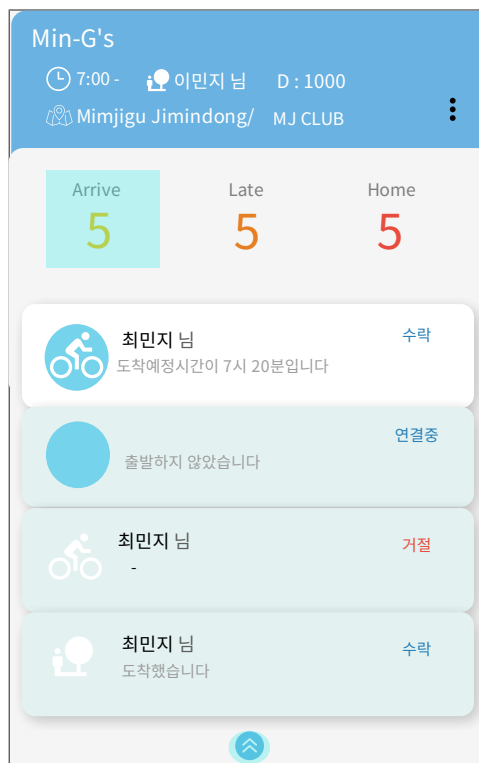 Min-G's
7:00 - 이민지 님 D : 1000
Mimjigu Jimindong/ MJ CLUB
Arrive Late Home
5 5 5
최민지 님 수락
도착예정시간이 7시 20분입니다
연결중
출발하지 않았습니다
최민지 님 거절
-
최민지 님 수락
도착했습니다